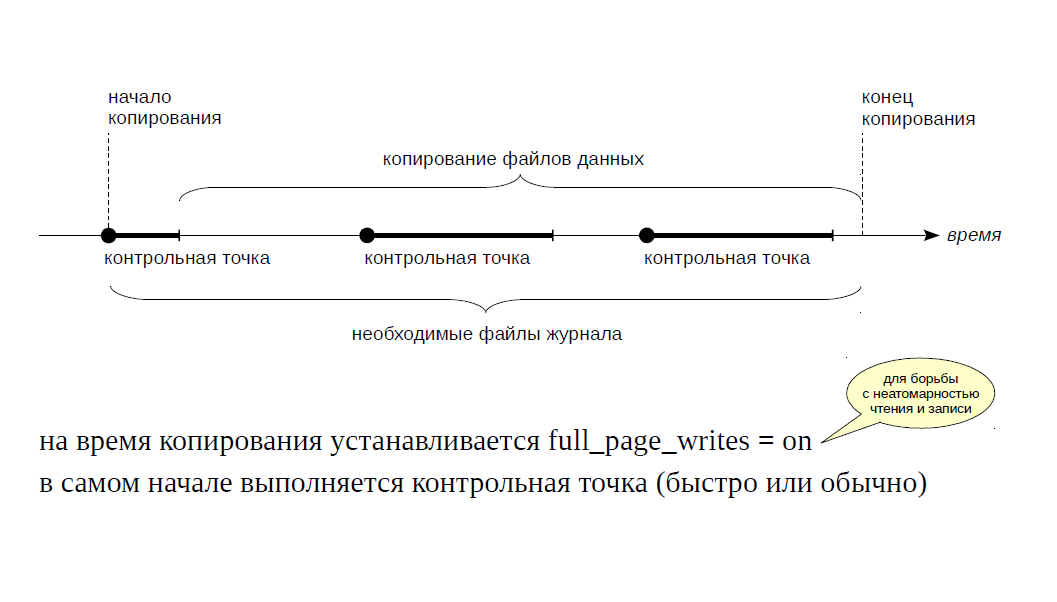 начало
копирования
конец
копирования
копирование файлов данных
время
контрольная точка
контрольная точка
контрольная точка
необходимые файлы журнала
для борьбы
с неатомарностью
чтения и записи
на время копирования устанавливается full_page_writes = on
в самом начале выполняется контрольная точка (быстро или обычно)